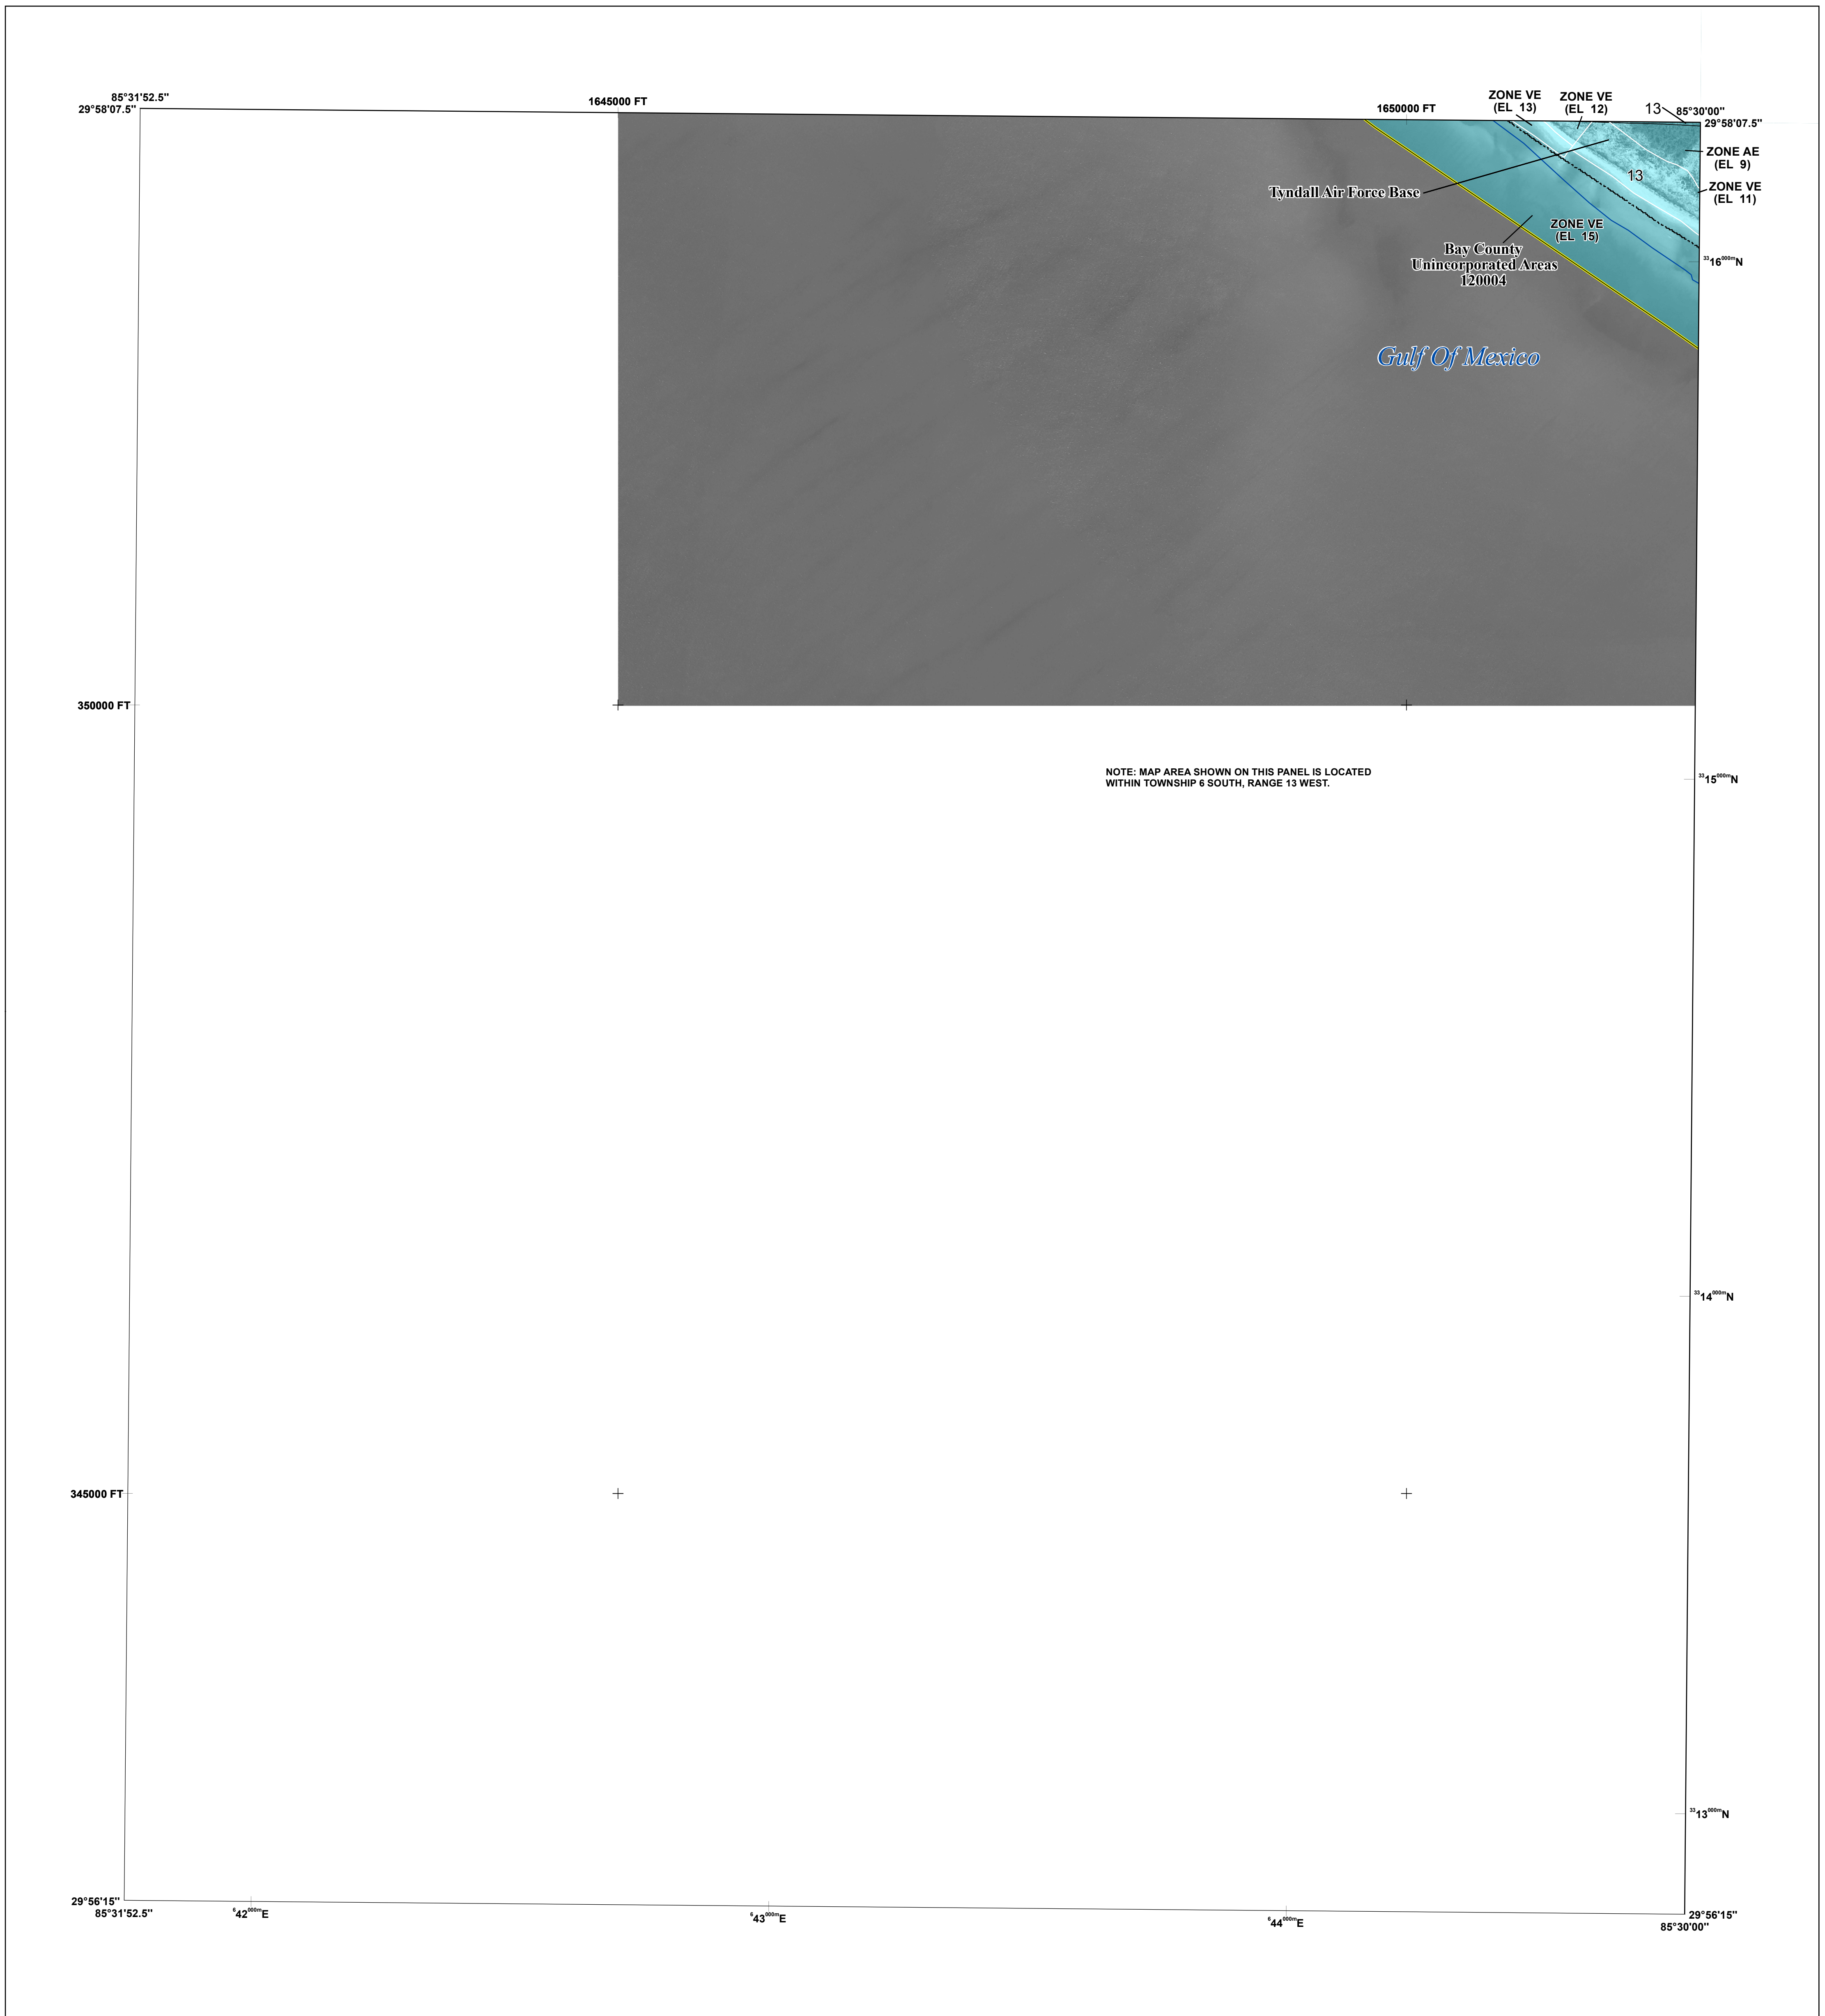 85°31'52.5"
29°58'07.5"
1645000 FT
1650000 FT
ZONE VE
(EL 13)
ZONE VE
(EL 12)
13
85°30'00"
29°58'07.5"
ZONE AE
(EL 9)
13
ZONE VE
(EL 11)
Tyndall Air Force Base
ZONE VE
(EL 15)
Bay County
Unincorporated Areas
120004
3316000mN
Gulf Of Mexico
350000 FT
NOTE: MAP AREA SHOWN ON THIS PANEL IS LOCATED
WITHIN TOWNSHIP 6 SOUTH, RANGE 13 WEST.
3315000mN
3314000mN
345000 FT
3313000mN
29°56'15"
85°31'52.5"
642000mE
643000mE
644000mE
29°56'15"
85°30'00"